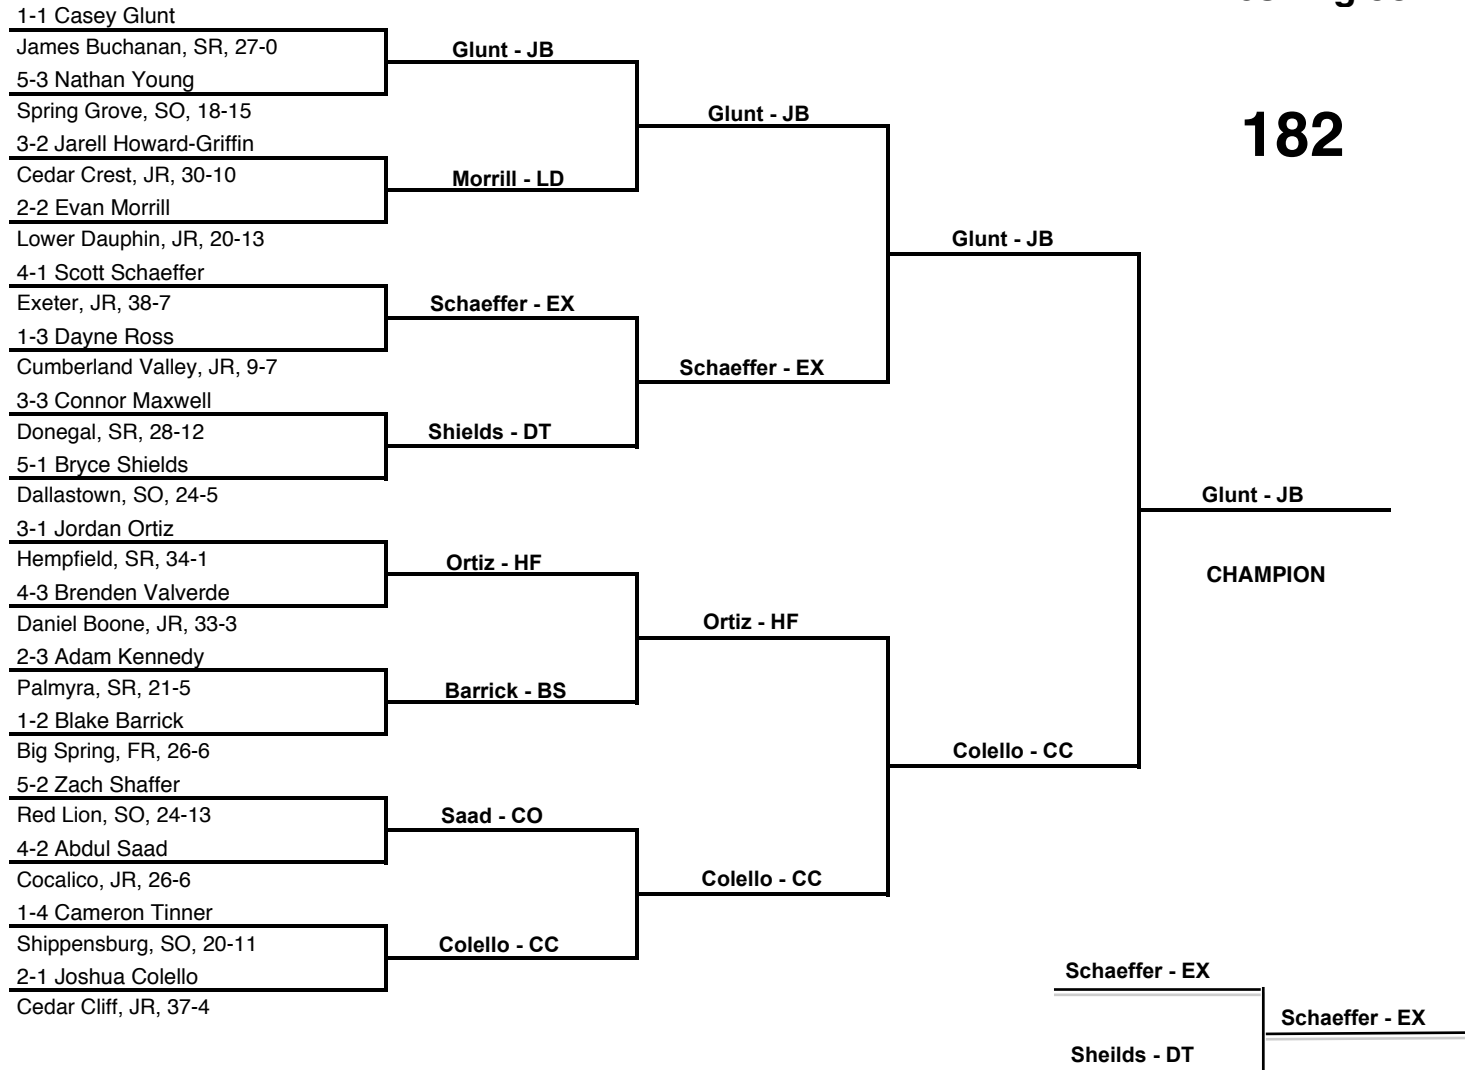 1-1 Casey Glunt
James Buchanan, SR, 27-0
Glunt - JB
5-3 Nathan Young
Spring Grove, SO, 18-15
Glunt - JB
182
3-2 Jarell Howard-Griffin
Cedar Crest, JR, 30-10
Morrill - LD
2-2 Evan Morrill
Lower Dauphin, JR, 20-13
Glunt - JB
4-1 Scott Schaeffer
Exeter, JR, 38-7
Schaeffer - EX
1-3 Dayne Ross
Cumberland Valley, JR, 9-7
Schaeffer - EX
3-3 Connor Maxwell
Donegal, SR, 28-12
Shields - DT
5-1 Bryce Shields
Dallastown, SO, 24-5
Glunt - JB
3-1 Jordan Ortiz
Hempfield, SR, 34-1
Ortiz - HF
CHAMPION
4-3 Brenden Valverde
Daniel Boone, JR, 33-3
Ortiz - HF
2-3 Adam Kennedy
Palmyra, SR, 21-5
Barrick - BS
1-2 Blake Barrick
Big Spring, FR, 26-6
Colello - CC
5-2 Zach Shaffer
Red Lion, SO, 24-13
Saad - CO
4-2 Abdul Saad
Cocalico, JR, 26-6
Colello - CC
1-4 Cameron Tinner
Shippensburg, SO, 20-11
Colello - CC
2-1 Joshua Colello
Cedar Cliff, JR, 37-4
Schaeffer - EX
Schaeffer - EX
Sheilds - DT